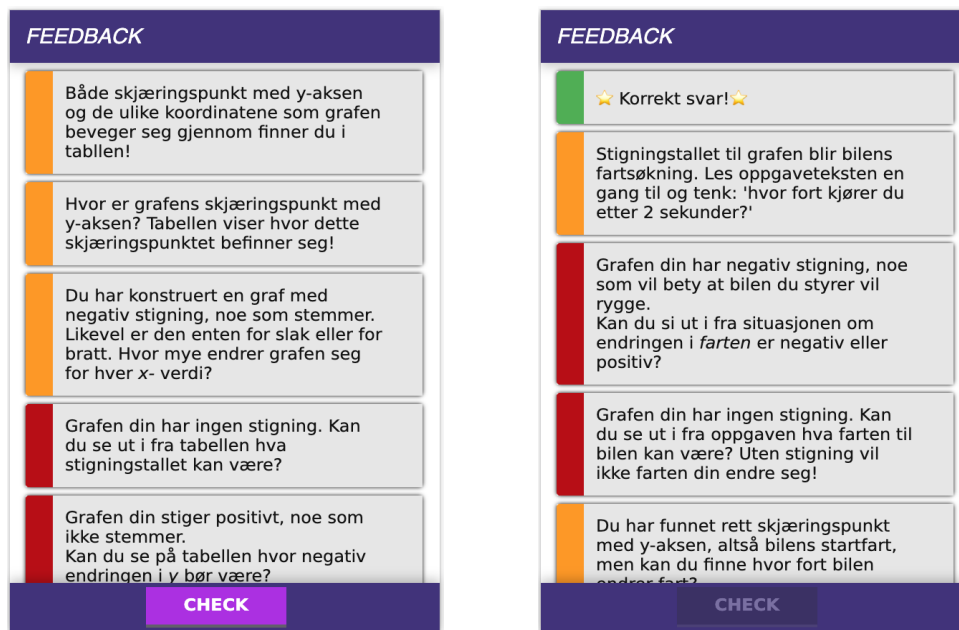 FEEDBACK
Både skjæringspunkt med y-aksen
og de ulike koordinatene som grafen
beveger seg gjennom finner du i
tabllen!
Hvor er grafens skjæringspunkt med
y-aksen? Tabellen viser hvor dette
skjæringspunktet befinner seg!
Du har konstruert en graf med
negativ stigning, noe som stemmer.
Likevel er den enten for slak eller for
bratt. Hvor mye endrer grafen seg
for hver x- verdi?
Grafen din har ingen stigning. Kan
du se ut i fra tabellen hva
stigningstallet kan være?
Grafen din stiger positivt, noe som
ikke stemmer.
Kan du se på tabellen hvor negativ
endringen i y bør være?
CHECK
FEEDBACK
⭐ Korrekt svar!⭐
Stigningstallet til grafen blir bilens
fartsøkning. Les oppgaveteksten en
gang til og tenk: 'hvor fort kjører du
etter 2 sekunder?'
Grafen din har negativ stigning, noe
som vil bety at bilen du styrer vil
rygge.
Kan du si ut i fra situasjonen om
endringen i farten er negativ eller
positiv?
Grafen din har ingen stigning. Kan
du se ut i fra oppgaven hva farten til
bilen kan være? Uten stigning vil
ikke farten din endre seg!
Du har funnet rett skjæringspunkt
med y-aksen, altså bilens startfart,
men kan du finne hvor fort bilen
endrer fart?
CHECK